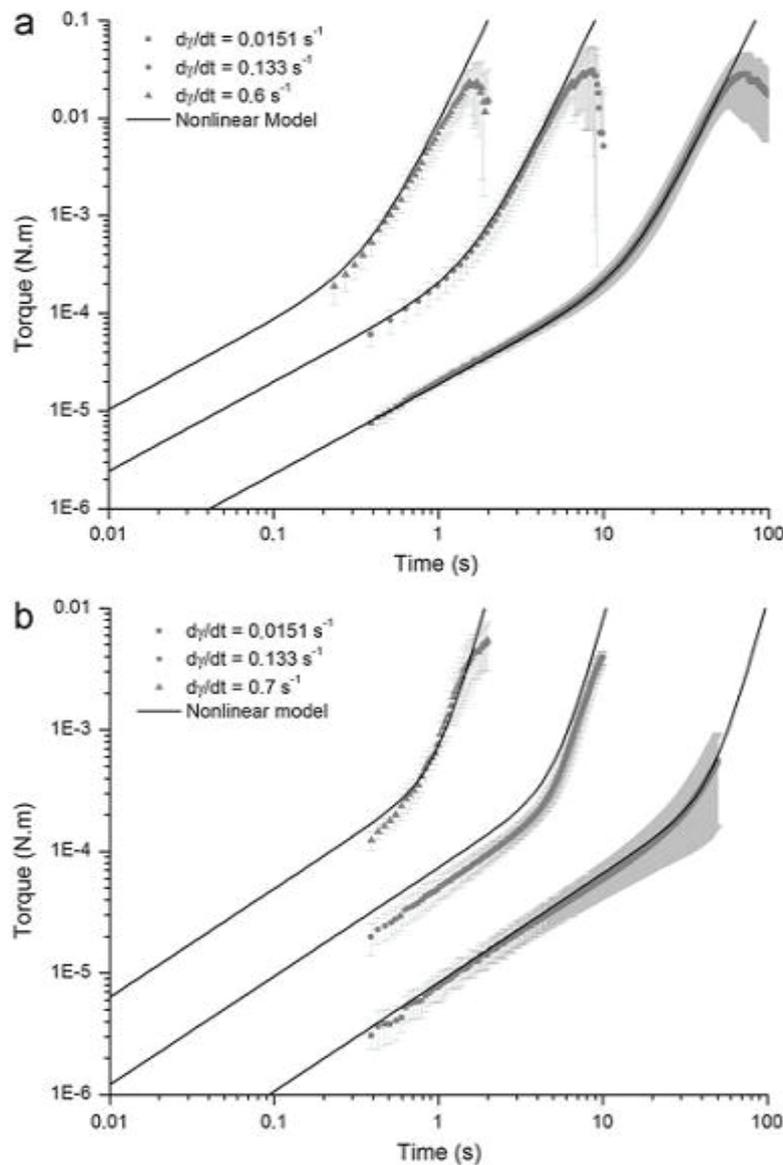 a
0.1
dγ/dt = 0.0151 s⁻¹
dγ/dt = 0.133 s⁻¹
dγ/dt = 0.6 s⁻¹
Nonlinear Model
0.01
1E-3
1E-4
1E-5
1E-6
Torque (N.m)
0.01 0.1 1 10 100
Time (s)
b
0.01
dγ/dt = 0.0151 s⁻¹
dγ/dt = 0.133 s⁻¹
dγ/dt = 0.7 s⁻¹
Nonlinear model
1E-3
1E-4
1E-5
1E-6
Torque (N.m)
0.01 0.1 1 10 100
Time (s)